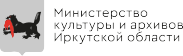 Министерство
культуры и архивов
Иркутской области